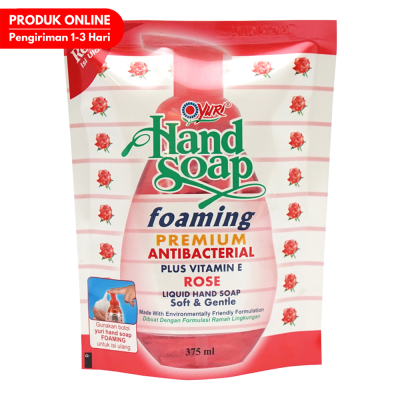 PRODUK ONLINE
Pengiriman 1-3 Hari
YURI
Hand
Soap
foaming
PREMIUM
ANTIBACTERIAL
PLUS VITAMIN E
ROSE
LIQUID HAND SOAP
Soft & Gentle
Made With Environmentally Friendly Formulation
Dibuat Dengan Formulasi Ramah Lingkungan
Gunakan botol
yuri hand soap
FOAMING
untuk isi ulang
375 ml